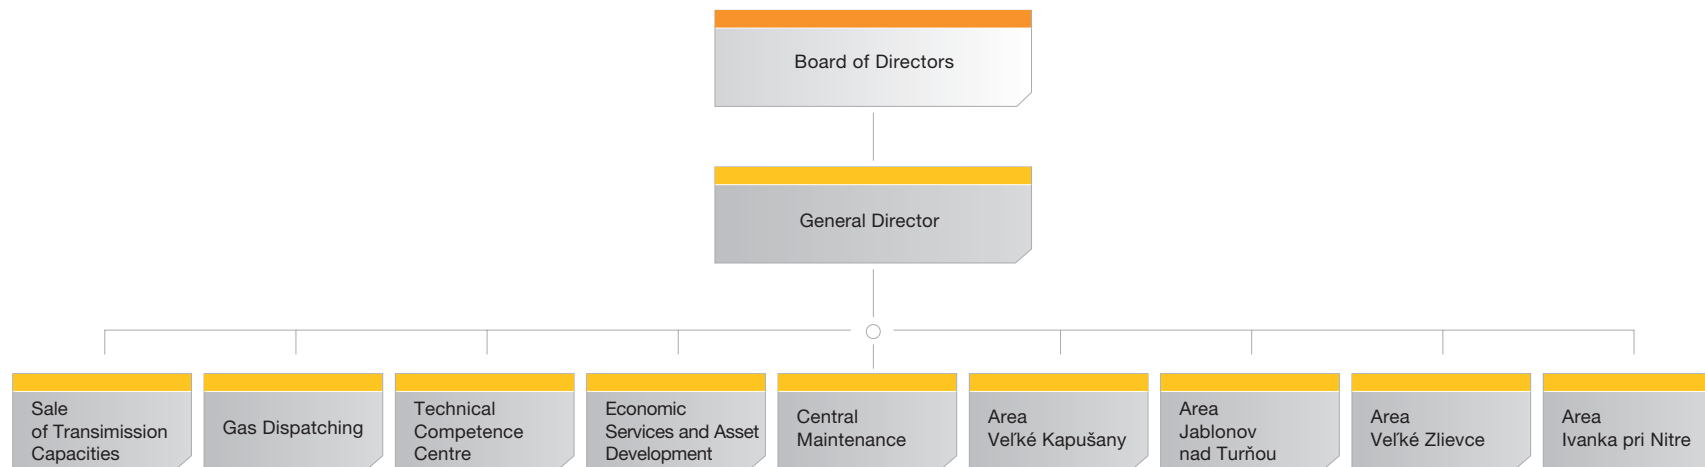 Board of Directors
General Director
Sale
of Transimission
Capacities
Gas Dispatching
Technical
Competence
Centre
Economic
Services and Asset
Development
Central
Maintenance
Area
Veľké Kapušany
Area
Jablonov
nad Turňou
Area
Veľké Zlievce
Area
Ivanka pri Nitre